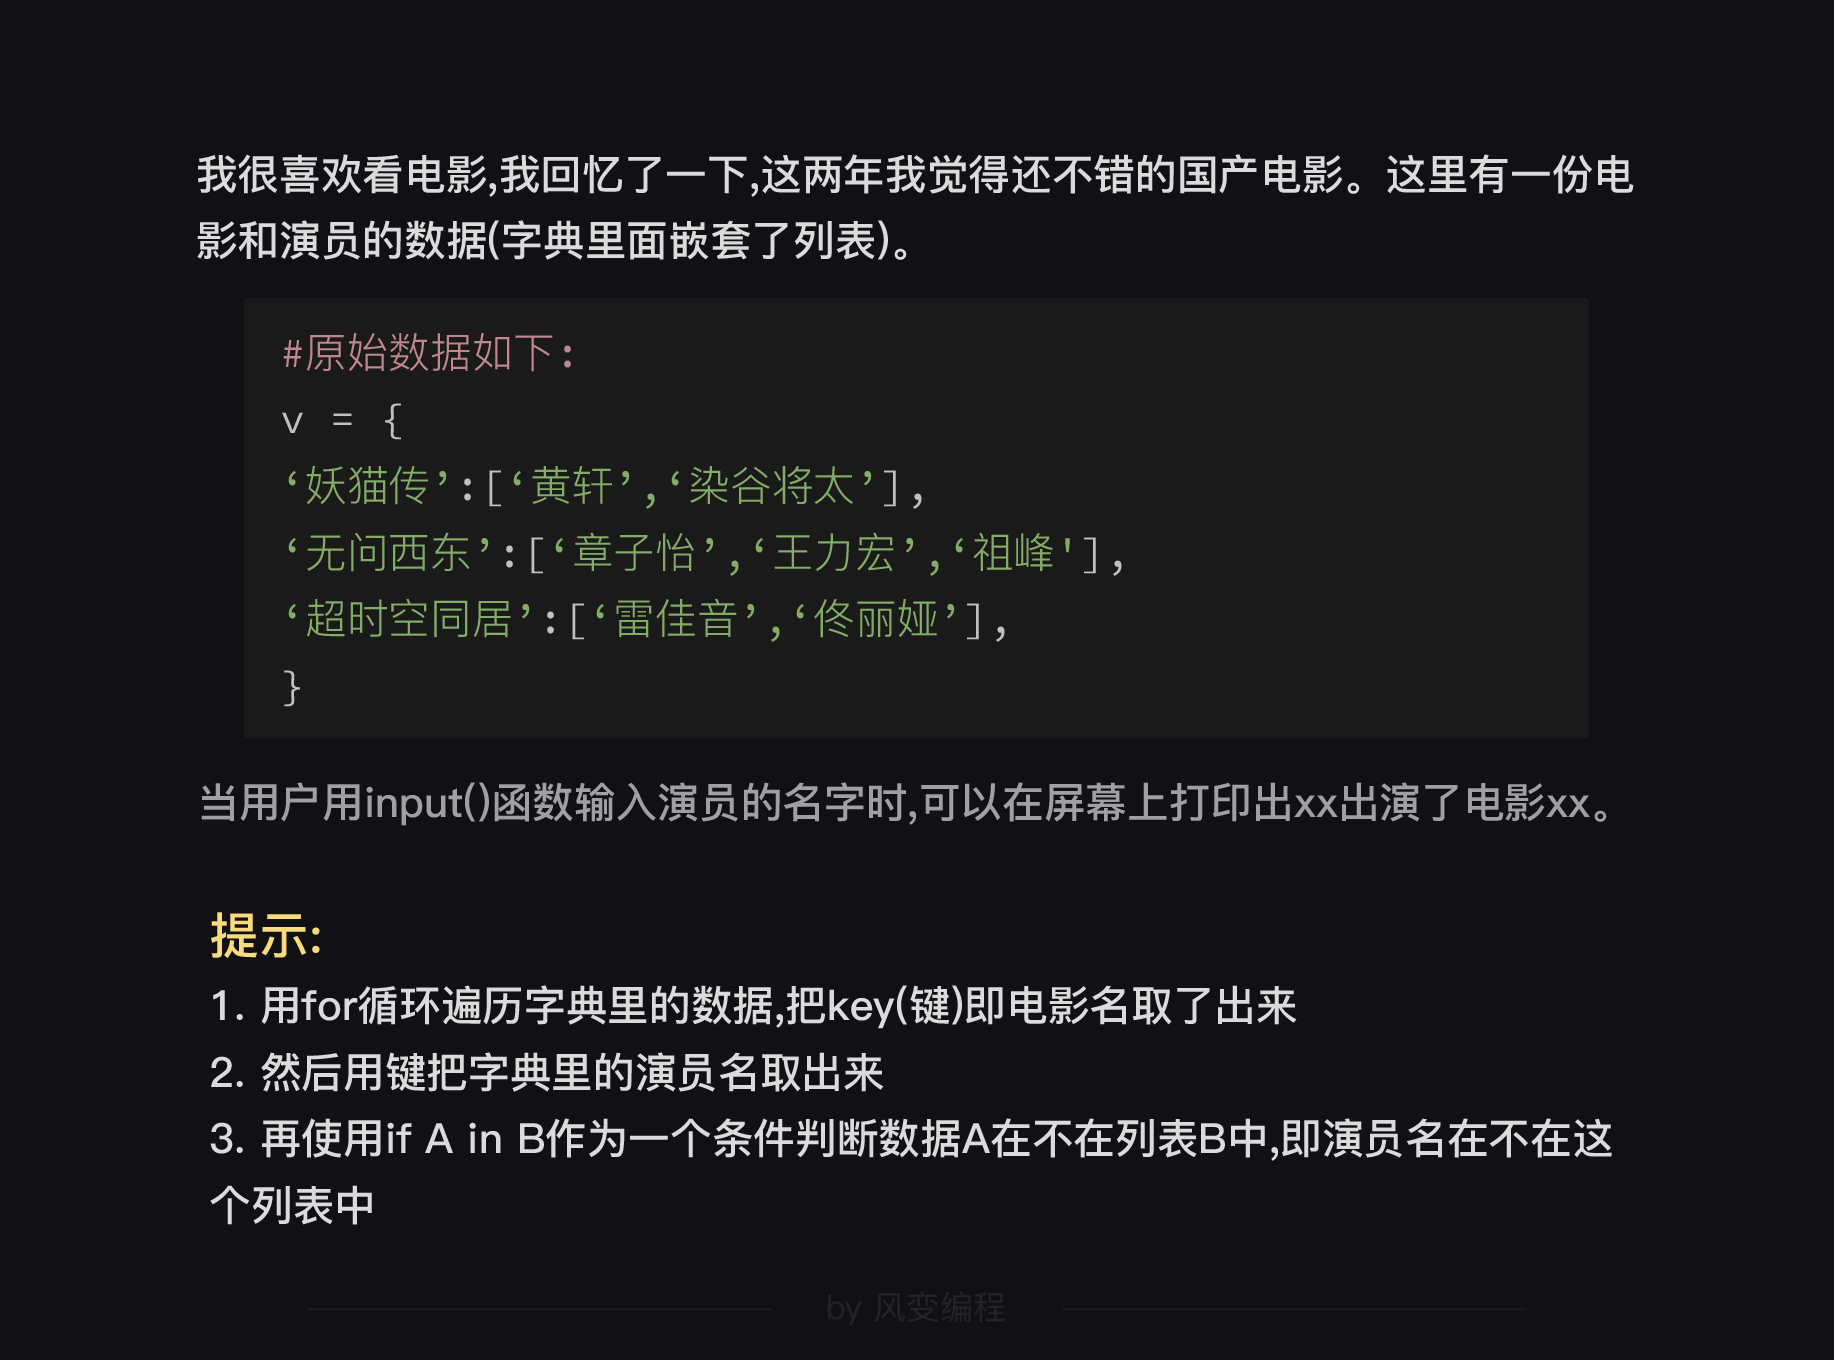 我很喜欢看电影,我回忆了一下,这两年我觉得还不错的国产电影。这里有一份电
影和演员的数据(字典里面嵌套了列表)。
#原始数据如下:
v = {
‘妖猫传’:[‘黄轩’,‘染谷将太’],
‘无问西东’:[‘章子怡’,‘王力宏’,‘祖峰'],
‘超时空同居’:[‘雷佳音’,‘佟丽娅’],
}
当用户用input()函数输入演员的名字时,可以在屏幕上打印出xx出演了电影xx。
提示:
1. 用for循环遍历字典里的数据,把key(键)即电影名取了出来
2. 然后用键把字典里的演员名取出来
3. 再使用if A in B作为一个条件判断数据A在不在列表B中,即演员名在不在这
个列表中
by 风变编程